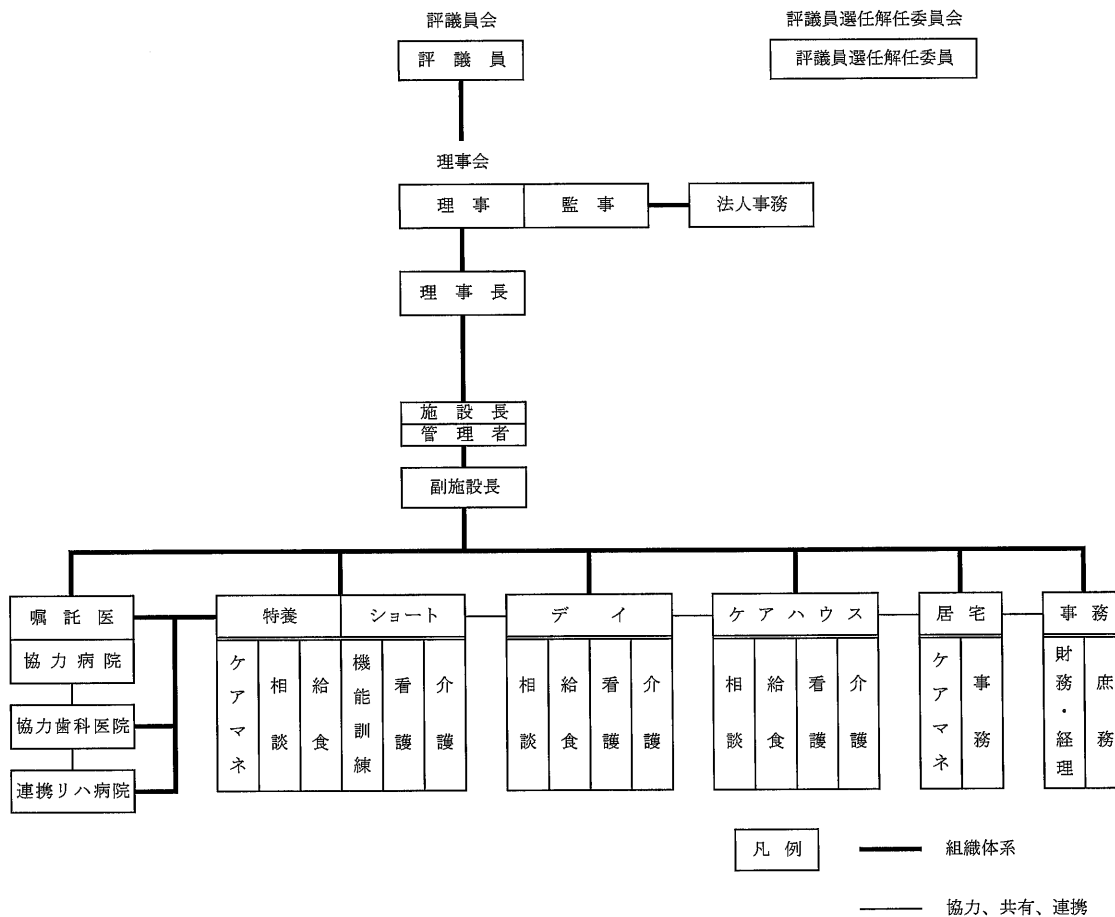 評議員会
評議員選任解任委員会
評議員
評議員選任解任委員
理事会
理事
監事
法人事務
理事長
施設長
管理者
副施設長
嘱託医
協力病院
協力歯科医院
連携リハ病院
特養
ショート
ケアマネ
相談
給食
機能訓練
看護
介護
デイ
相談
給食
看護
介護
ケアハウス
相談
給食
看護
介護
居宅
ケアマネ
事務
事務
財務・経理
庶務
凡例
組織体系
協力、共有、連携